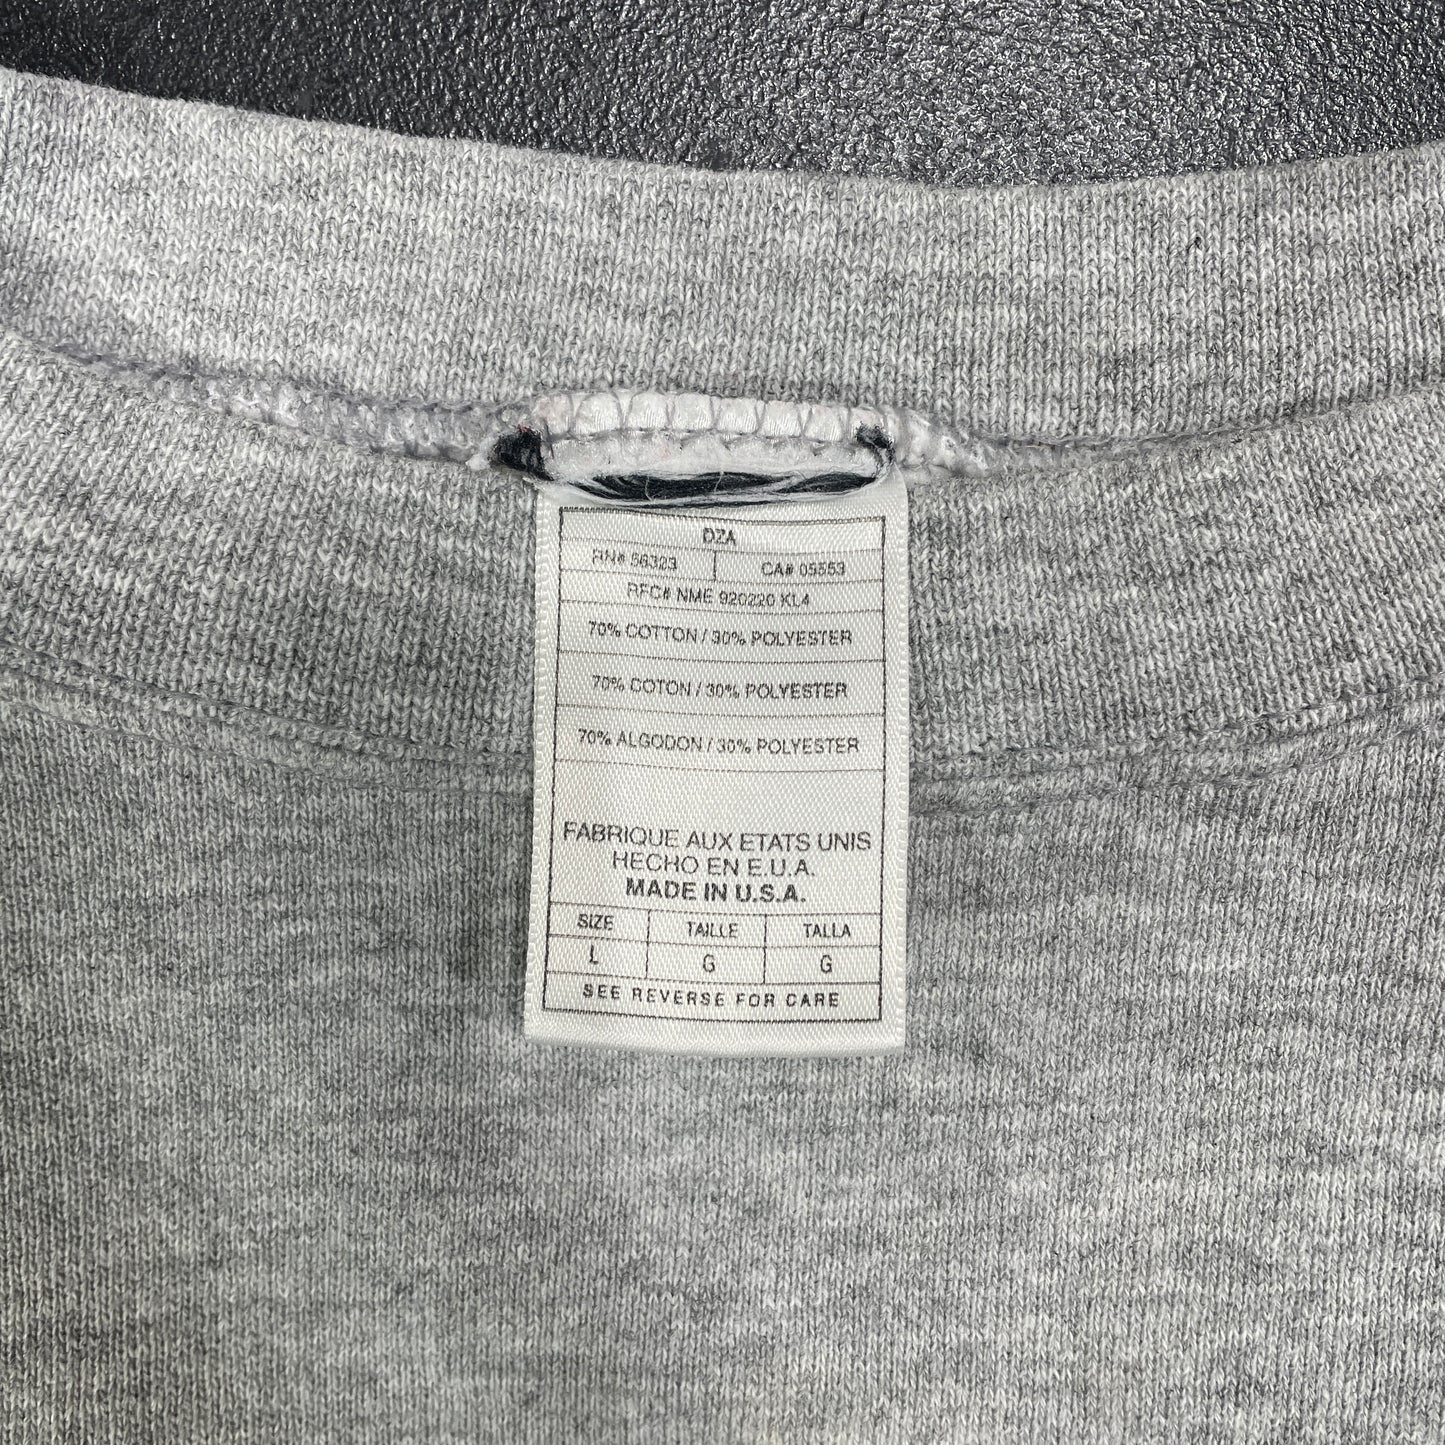 DZA
RN# 56323 CA# 05553
RFC# NME 920220 KL4
70% COTTON / 30% POLYESTER
70% COTON / 30% POLYESTER
70% ALGODON / 30% POLYESTER
FABRIQUE AUX ETATS UNIS
HECHO EN E.U.A.
MADE IN U.S.A.
SIZE TAILLE TALLA
L G G
SEE REVERSE FOR CARE